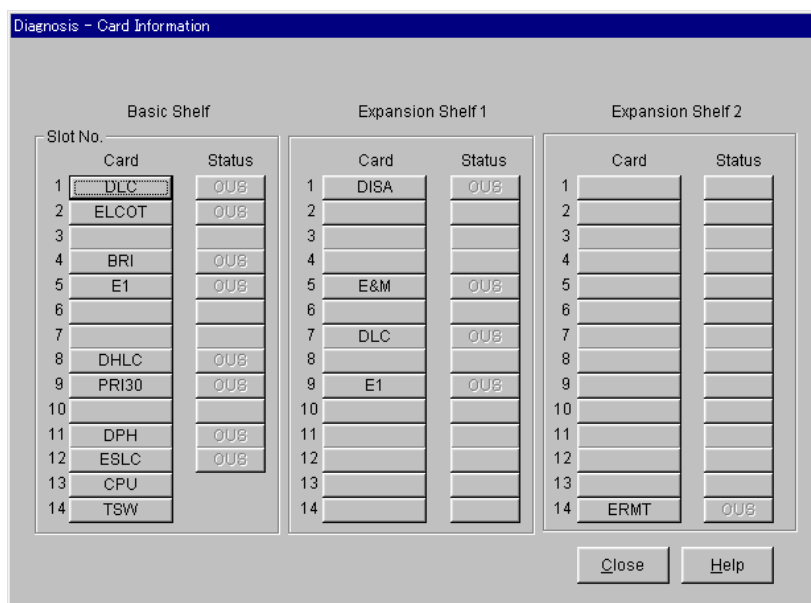 Diagnosis - Card Information
Basic Shelf Expansion Shelf 1 Expansion Shelf 2
Slot No.
Card Status Card Status Card Status
1 DLC OUS 1 DISA OUS 1
2 ELCOT OUS 2 2
3 3 3
4 BRI OUS 4 4
5 E1 OUS 5 E&M OUS 5
6 6 6
7 7 DLC OUS 7
8 DHLC OUS 8 8
9 PRI30 OUS 9 E1 OUS 9
10 10 10
11 DPH OUS 11 11
12 ESLC OUS 12 12
13 CPU 13 13
14 TSW 14 14 ERMT OUS
Close Help